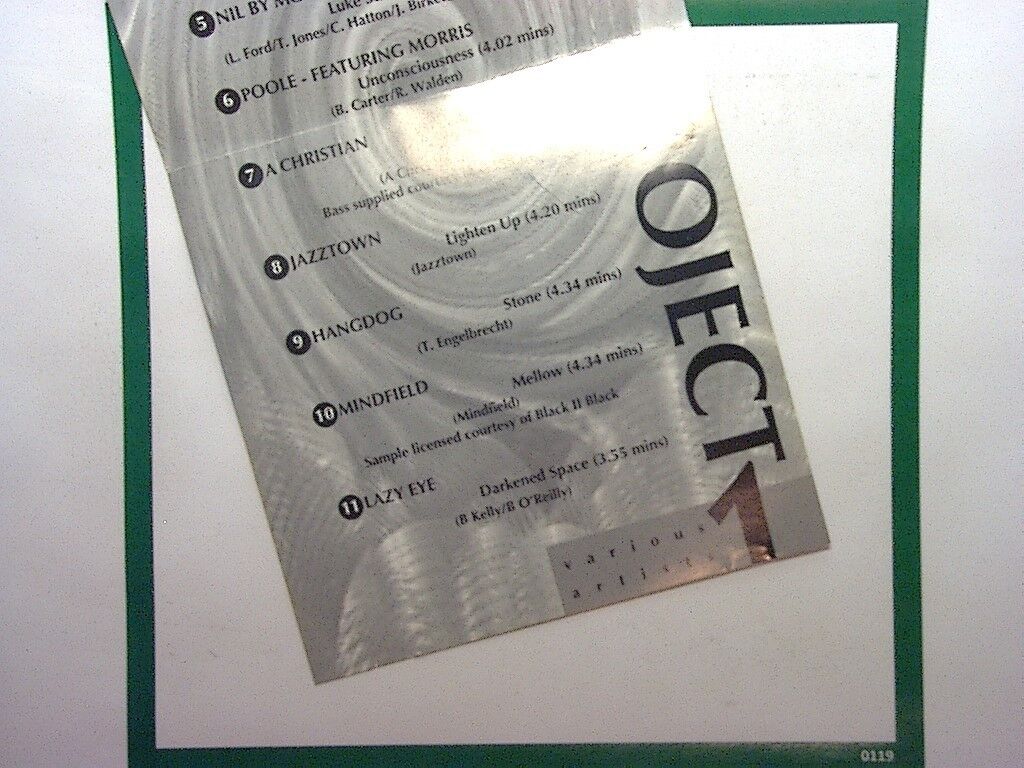 5 NIL BY
Luke
(L. Ford/T. Jones/C. Hatton/J.
6 POOLE - FEATURING MORRIS
Unconsciousness (4.02 mins)
(B. Carter/R. Walden)
7 A CHRISTIAN
(A
Bass supplied
8 JAZZTOWN
Lighten Up (4.20 mins)
(Jazztown)
9 HANGDOG
Stone (4.34 mins)
(T. Engelbrecht)
10 MINDFIELD
Mellow (4.34 mins)
(Mindfield)
Sample licensed courtesy of Black II Black
11 LAZY EYE
Darkened Space (3.55 mins)
(B Kelly/B O'Reilly)
OJECT 1
various
artists
0119